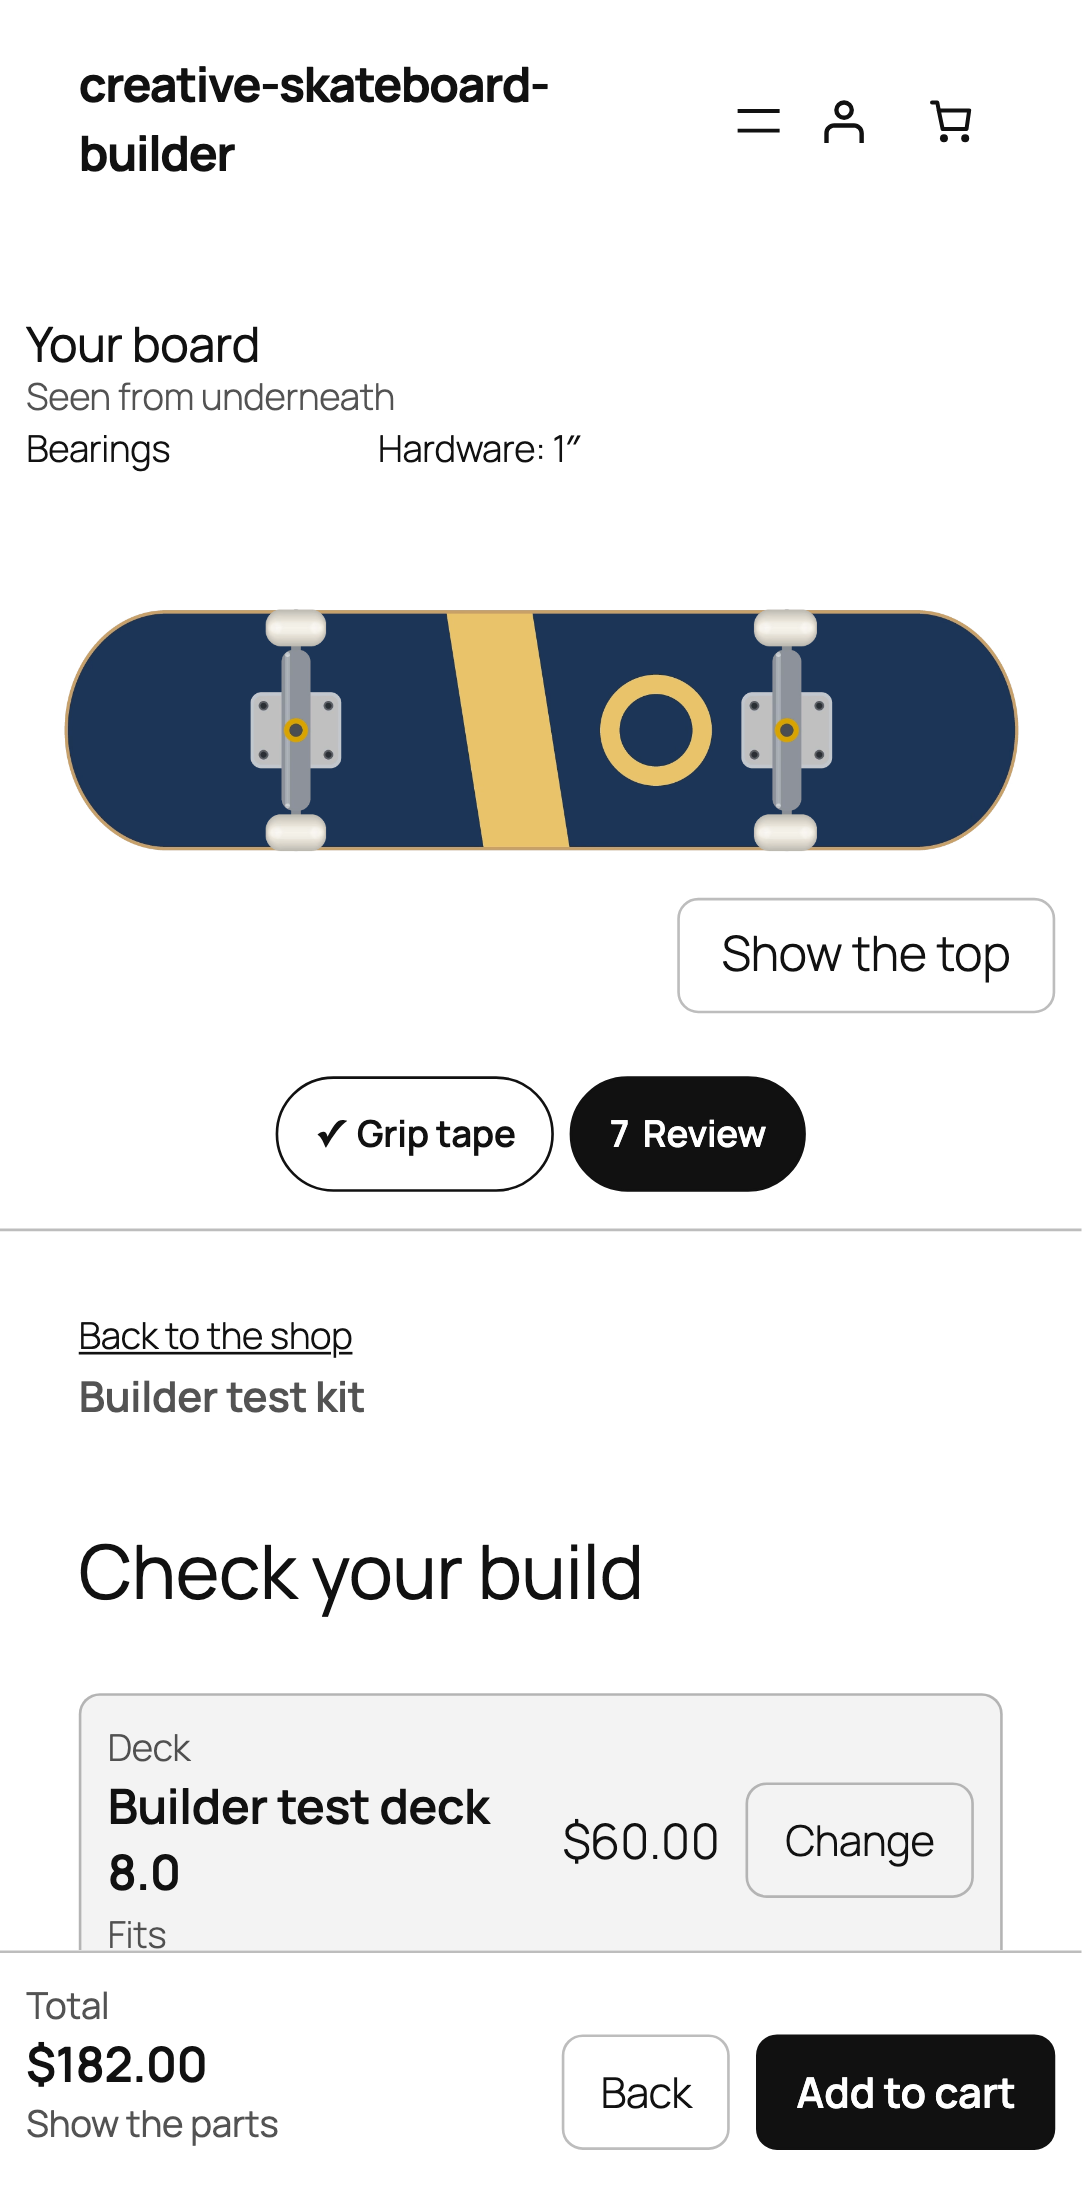 creative-skateboard-
builder
Your board
Seen from underneath
Bearings Hardware: 1″
Show the top
✓ Grip tape 7 Review
Back to the shop
Builder test kit
Check your build
Deck
Builder test deck
8.0
$60.00 Change
Fits
Total
$182.00
Show the parts
Back Add to cart